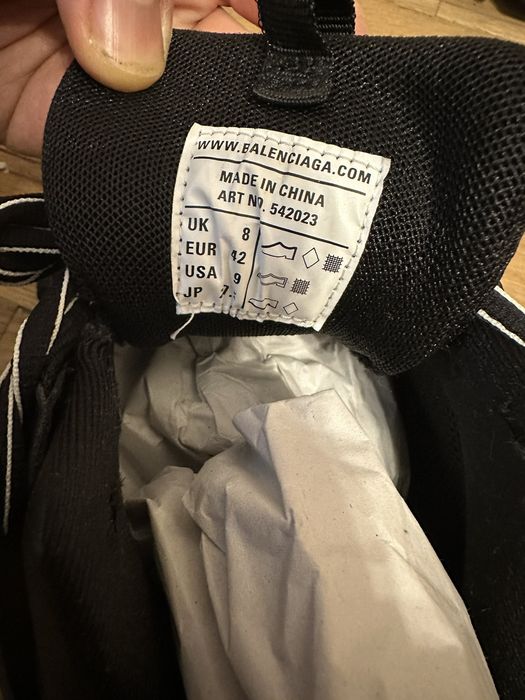 WWW.BALENCIAGA.COM
MADE IN CHINA
ART NO. 542023
UK 8
EUR 42
USA 9
JP